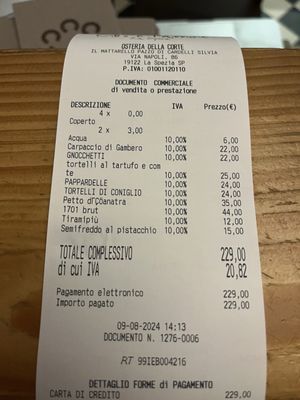 OSTERIA DELLA CORTE
IL MATTARELLO PAZZO DI CARDELLI SILVIA
VIA NAPOLI, 86
19122 La Spezia SP
P.IVA: 01001120110
DOCUMENTO COMMERCIALE
di vendita o prestazione
DESCRIZIONE IVA Prezzo(€)
4 x 0,00
Coperto
2 x 3,00
Acqua 10,00% 6,00
Carpaccio di Gambero 10,00% 22,00
GNOCCHETTI 10,00% 22,00
tortelli al tartufo e com
te 10,00% 25,00
PAPPARDELLE 10,00% 24,00
TORTELLI DI CONIGLIO 10,00% 24,00
Petto d'anatra 10,00% 35,00
1701 brut 10,00% 44,00
Tiramipiù 10,00% 12,00
Semifreddo al pistacchio 10,00% 15,00
TOTALE COMPLESSIVO 229,00
di cui IVA 20,82
Pagamento elettronico 229,00
Importo pagato 229,00
09-08-2024 14:13
DOCUMENTO N. 1276-0006
RT 99IEB004216
DETTAGLIO FORME di PAGAMENTO
CARTA DI CREDITO 229,00